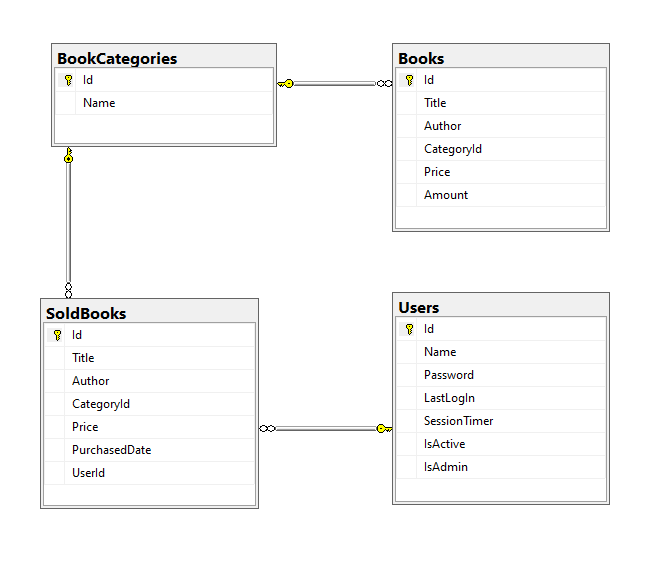 BookCategories
Id
Name
Books
Id
Title
Author
CategoryId
Price
Amount
SoldBooks
Id
Title
Author
CategoryId
Price
PurchasedDate
UserId
Users
Id
Name
Password
LastLogIn
SessionTimer
IsActive
IsAdmin